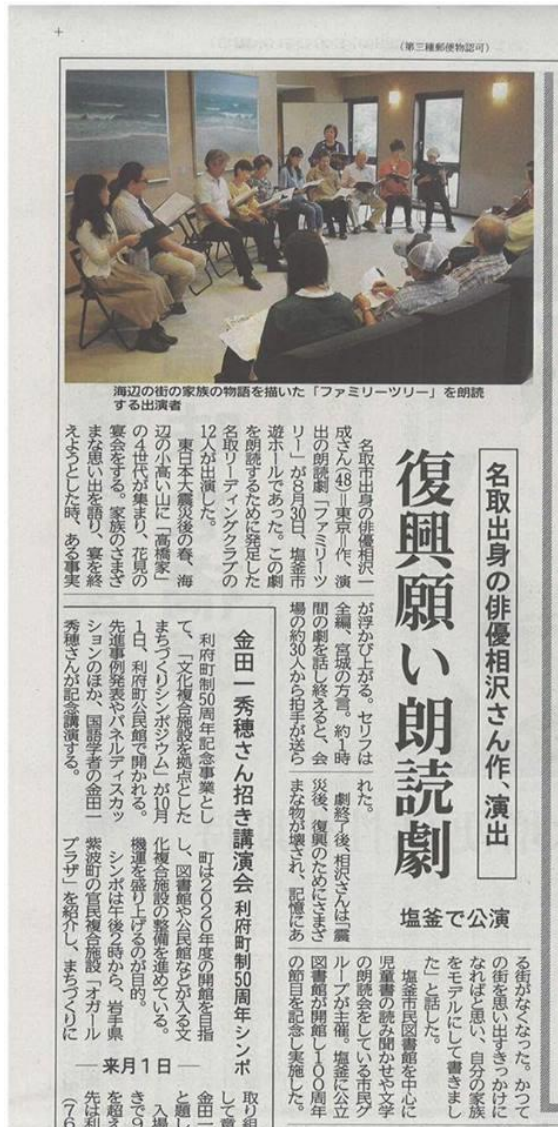 (第三種郵便物認可)
海辺の街の家族の物語を描いた「ファミリーツリー」を朗読
する出演者
名取出身の俳優相沢さん作、演出
復興願い朗読劇
塩釜で公演
名取市出身の俳優相沢一
成さん(48)=東京=作、演
出の朗読劇「ファミリーツ
リー」が8月30日、塩釜市
遊ホールであった。この劇
を朗読するために発足した
名取リーディングクラブの
12人が出演した。
東日本大震災後の春、海
辺の小高い山に「高橋家」
の4世代が集まり、花見の
宴会をする。家族のさまざ
まな思い出を語り、宴を終
えようとした時、ある事実
が浮かび上がる。セリフは
全編、宮城の方言。約1時
間の劇を話し終えると、会
場の約30人から拍手が送ら
れた。
劇終了後、相沢さんは「震
災後、復興のためにさまざ
まな物が壊され、記憶にあ
る街がなくなった。かつて
の街を思い出すきっかけに
なればと思い、自分の家族
をモデルにして書きまし
た」と話した。
塩釜市民図書館を中心に
児童書の読み聞かせや文学
の朗読会をしている市民グ
ループが主催。塩釜に公立
図書館が開館し100周年
の節目を記念し実施した。
金田一秀穂さん招き講演会
利府町制50周年シンポ
来月1日
利府町制50周年記念事業とし
て、「文化複合施設を拠点とした
まちづくりシンポジウム」が10月
1日、利府町公民館で開かれる。
先進事例発表やパネルディスカッ
ションのほか、国語学者の金田一
秀穂さんが記念講演する。
町は2020年度の開館を目指
し、図書館や公民館などが入る文
化複合施設の整備を進めている。
機運を盛り上げるのが目的。
シンポは午後2時から、岩手県
紫波町の官民複合施設「オガール
プラザ」を紹介し、まちづくりに
取り組
して意
金田一
と題し
入場
きで9
を超え
先は利
(76